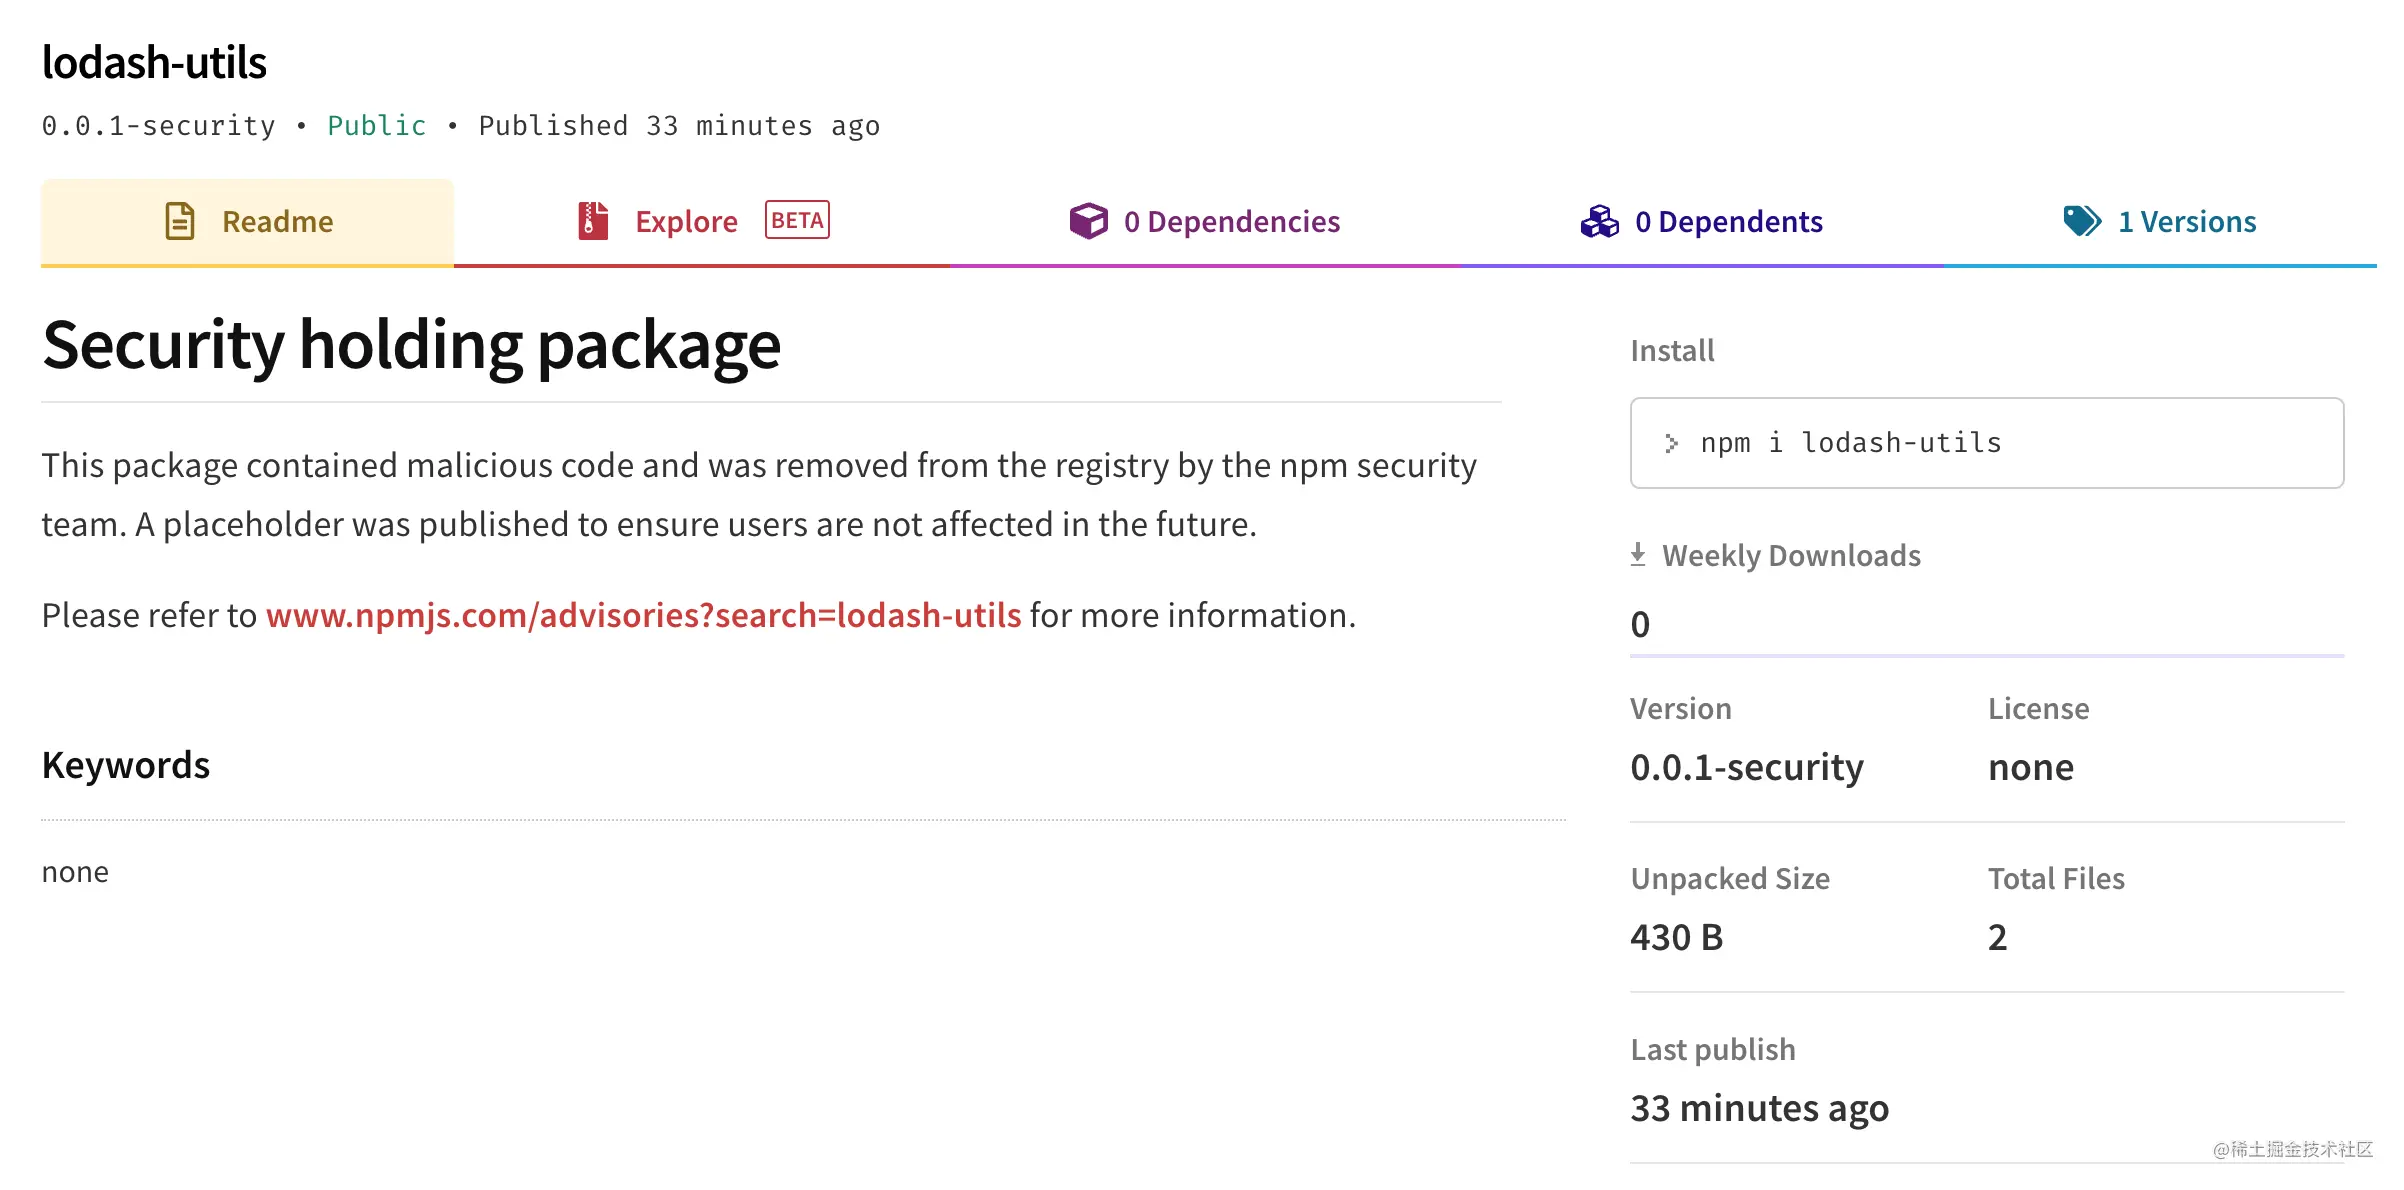 lodash-utils
0.0.1-security • Public • Published 33 minutes ago
Readme
Explore BETA
0 Dependencies
0 Dependents
1 Versions
Security holding package
This package contained malicious code and was removed from the registry by the npm security
team. A placeholder was published to ensure users are not affected in the future.
Please refer to www.npmjs.com/advisories?search=lodash-utils for more information.
Keywords
none
Install
> npm i lodash-utils
Weekly Downloads
0
Version
0.0.1-security
License
none
Unpacked Size
430 B
Total Files
2
Last publish
33 minutes ago
@稀土掘金技术社区